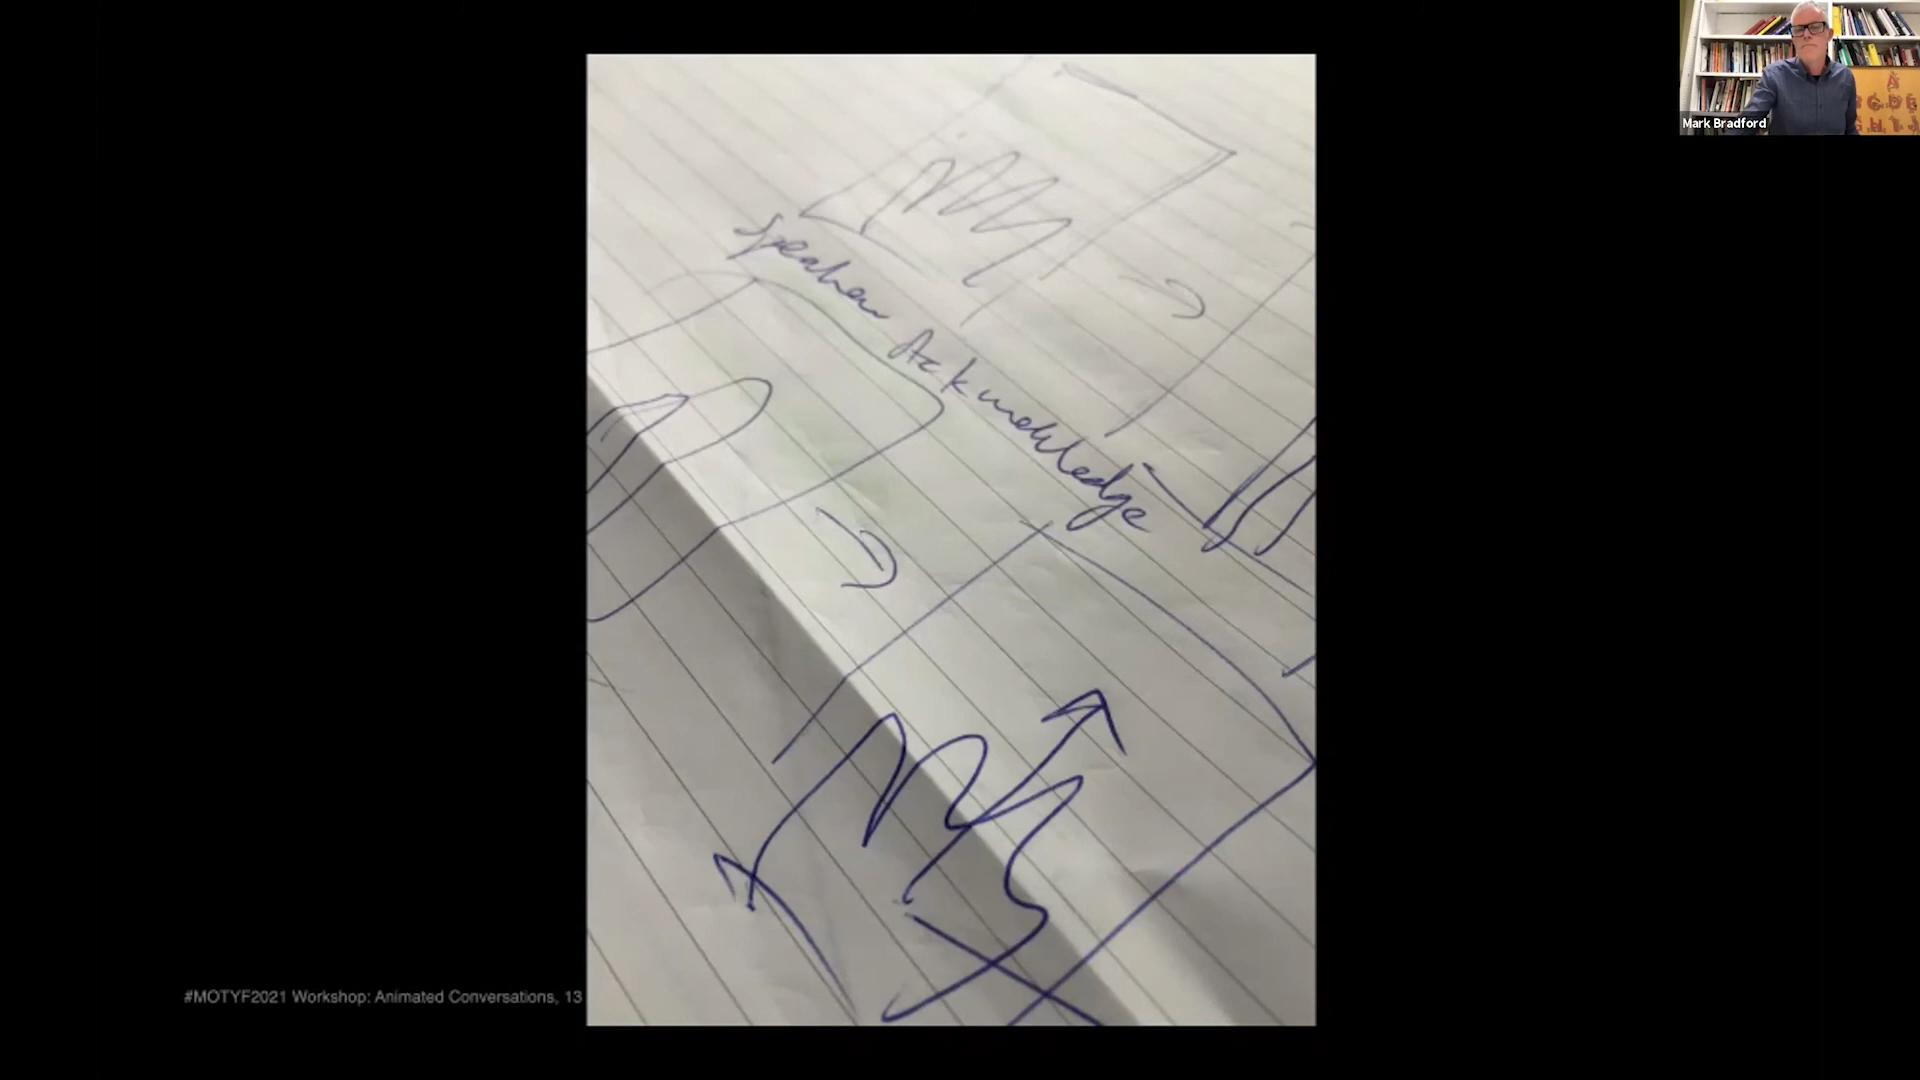 Mark Bradford
Speaker Acknowledge
#MOTYF2021 Workshop: Animated Conversations, 13